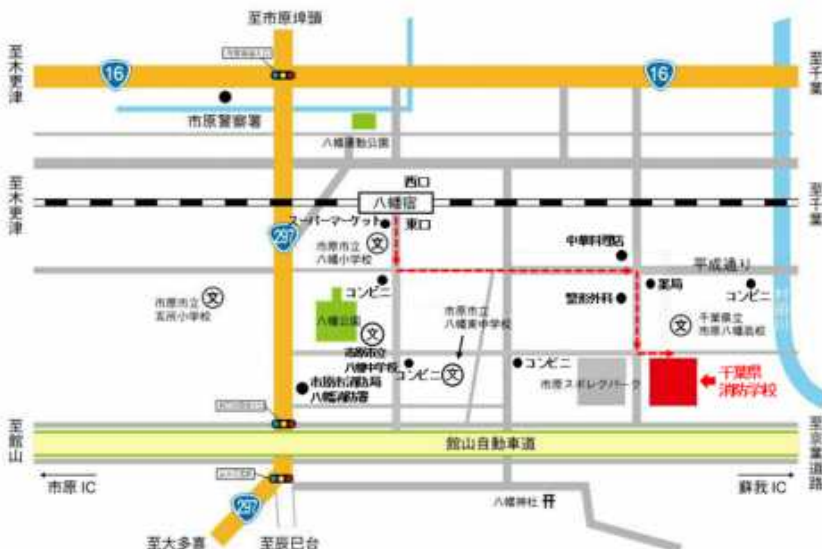 至市原埠頭
至木更津
16
16
至千葉
市原警察署
八幡運動公園
至木更津
西口
八幡宿
至千葉
スーパーマーケット
東口
297
市原市立
八幡小学校
中華料理店
平成通り
コンビニ
薬局
コンビニ
市原市立
五所小学校
文
文
八幡公園
市原市立
八幡東中学校
整形外科
千葉県立
市原八幡高校
文
文
市原市立
八幡中学校
コンビニ
文
コンビニ
市原スポレクパーク
千葉県
消防学校
市原市消防局
八幡消防署
至館山
館山自動車道
至京葉道路
市原 IC
蘇我 IC
297
八幡神社
至大多喜
至辰巳台